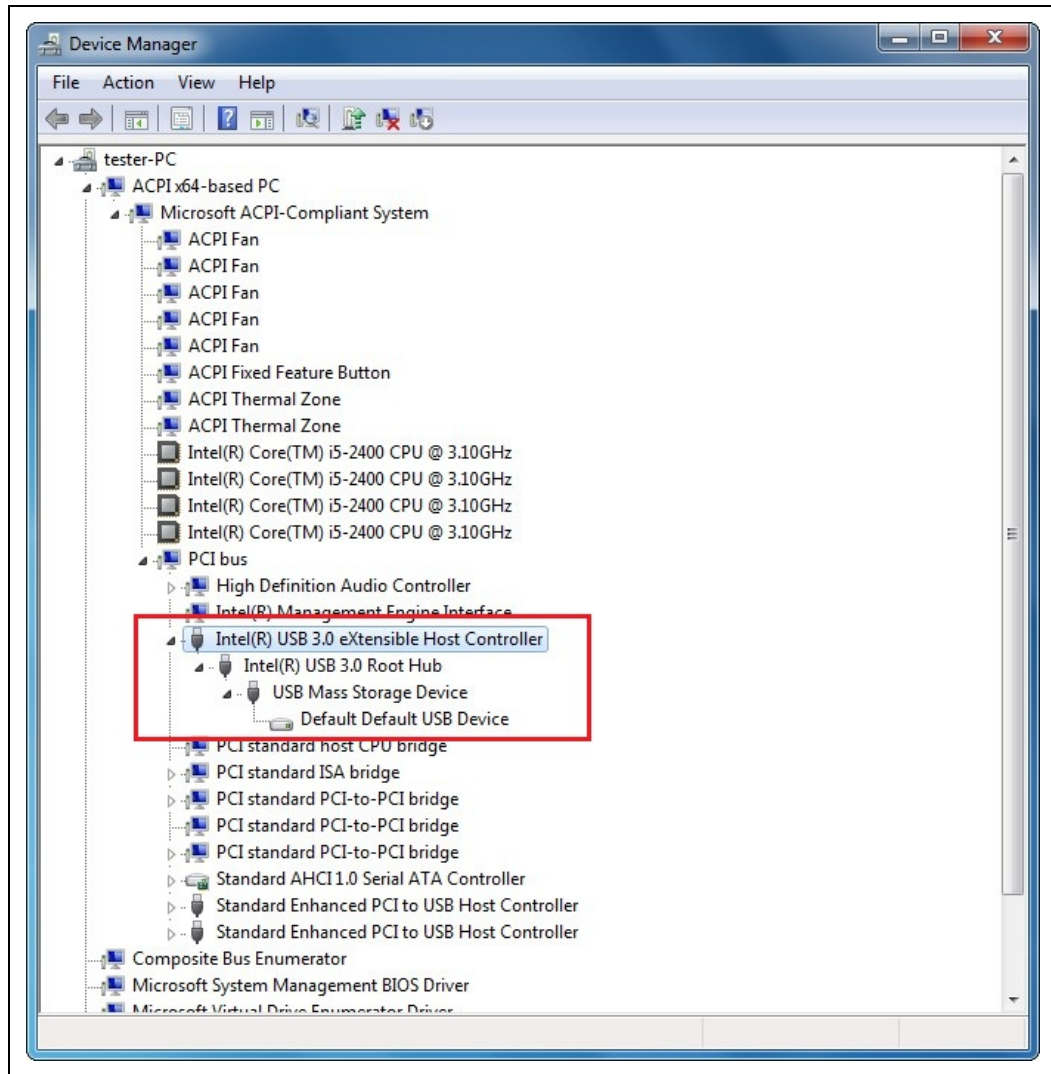 Device Manager
File Action View Help
tester-PC
ACPI x64-based PC
Microsoft ACPI-Compliant System
ACPI Fan
ACPI Fan
ACPI Fan
ACPI Fan
ACPI Fan
ACPI Fixed Feature Button
ACPI Thermal Zone
ACPI Thermal Zone
Intel(R) Core(TM) i5-2400 CPU @ 3.10GHz
Intel(R) Core(TM) i5-2400 CPU @ 3.10GHz
Intel(R) Core(TM) i5-2400 CPU @ 3.10GHz
Intel(R) Core(TM) i5-2400 CPU @ 3.10GHz
PCI bus
High Definition Audio Controller
Intel(R) Management Engine Interface
Intel(R) USB 3.0 eXtensible Host Controller
Intel(R) USB 3.0 Root Hub
USB Mass Storage Device
Default Default USB Device
PCI standard host CPU bridge
PCI standard ISA bridge
PCI standard PCI-to-PCI bridge
PCI standard PCI-to-PCI bridge
PCI standard PCI-to-PCI bridge
Standard AHCI 1.0 Serial ATA Controller
Standard Enhanced PCI to USB Host Controller
Standard Enhanced PCI to USB Host Controller
Composite Bus Enumerator
Microsoft System Management BIOS Driver
Microsoft Virtual Drive Enumerator Driver